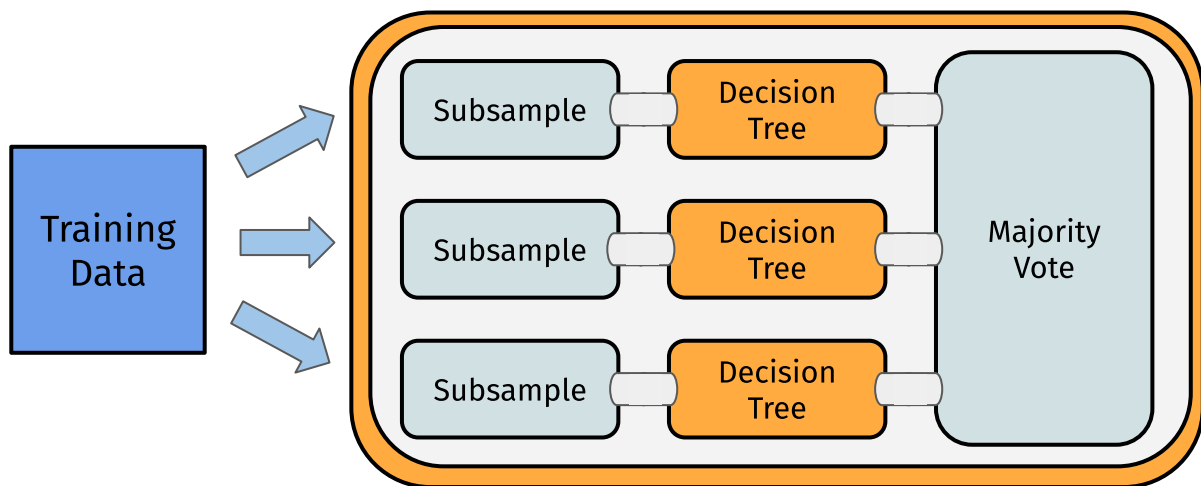 Training
Data
Subsample
Decision
Tree
Subsample
Decision
Tree
Subsample
Decision
Tree
Majority
Vote